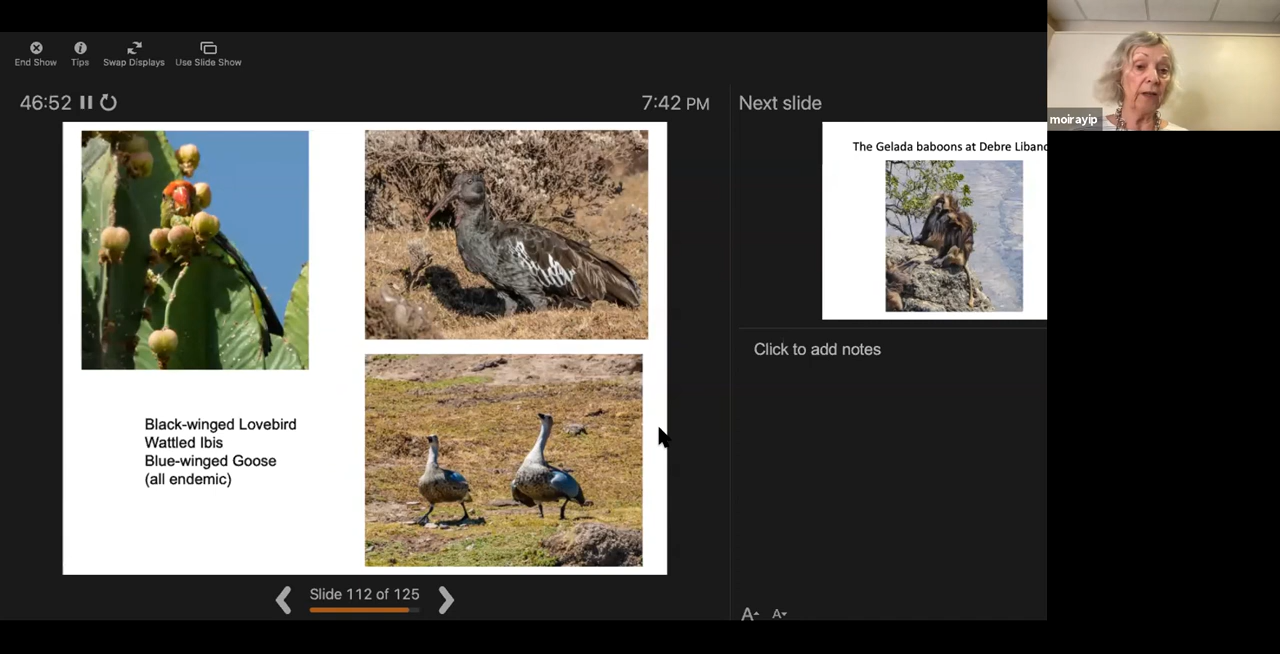 End Show
Tips
Swap Displays
Use Slide Show
46:52
7:42 PM
Next slide
moirayip
The Gelada baboons at Debre Libano
Black-winged Lovebird
Wattled Ibis
Blue-winged Goose
(all endemic)
Click to add notes
Slide 112 of 125
A
A